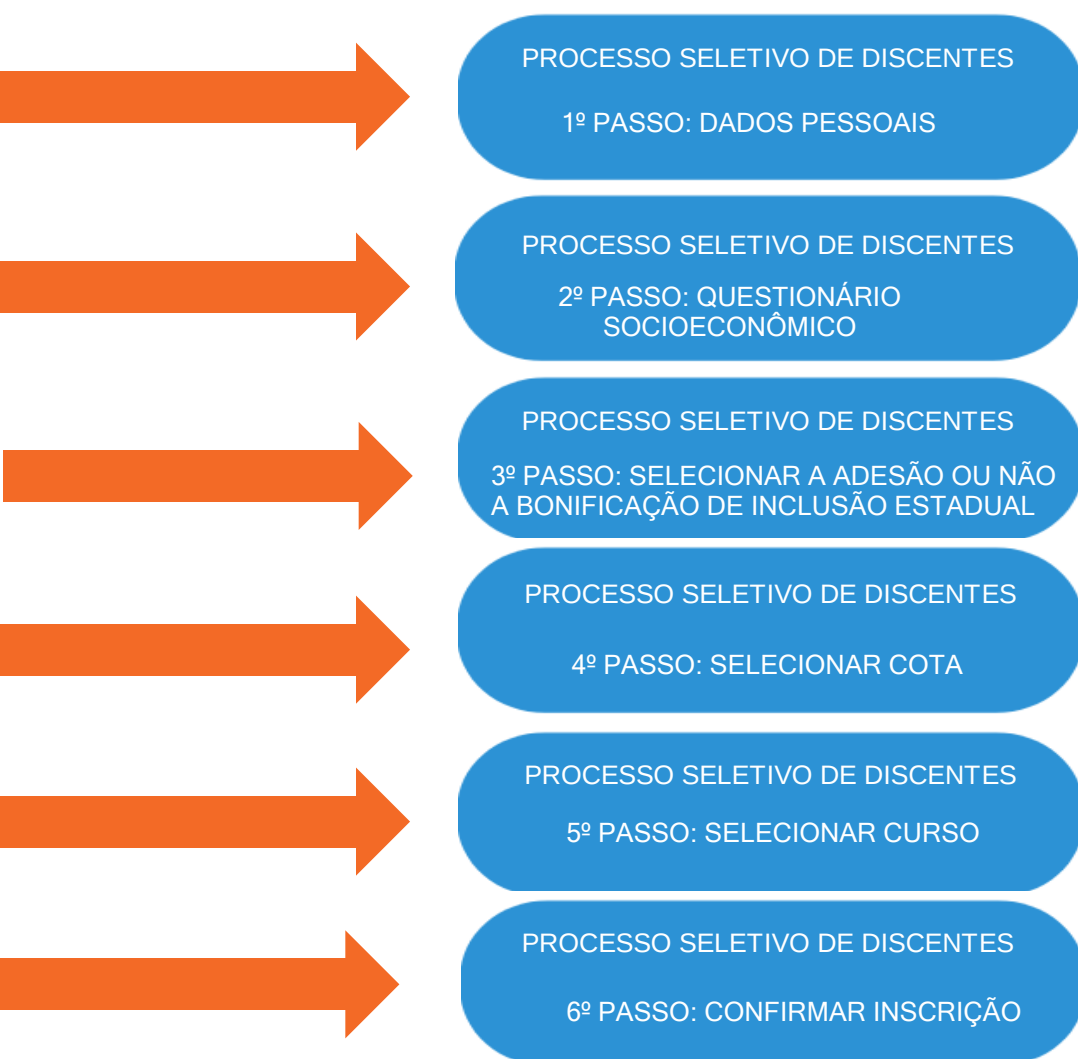 PROCESSO SELETIVO DE DISCENTES
1º PASSO: DADOS PESSOAIS
PROCESSO SELETIVO DE DISCENTES
2º PASSO: QUESTIONÁRIO
SOCIOECONÔMICO
PROCESSO SELETIVO DE DISCENTES
3º PASSO: SELECIONAR A ADESÃO OU NÃO
A BONIFICAÇÃO DE INCLUSÃO ESTADUAL
PROCESSO SELETIVO DE DISCENTES
4º PASSO: SELECIONAR COTA
PROCESSO SELETIVO DE DISCENTES
5º PASSO: SELECIONAR CURSO
PROCESSO SELETIVO DE DISCENTES
6º PASSO: CONFIRMAR INSCRIÇÃO